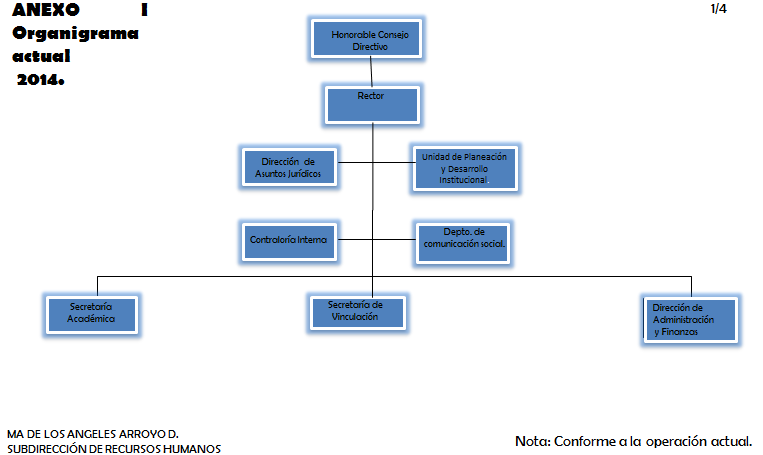 ANEXO I
Organigrama
actual
2014.
1/4
Honorable Consejo
Directivo
Rector
Dirección de
Asuntos Jurídicos
Unidad de Planeación
y Desarrollo
Institucional
Contraloría Interna
Depto. de
comunicación social.
Secretaría
Académica
Secretaría de
Vinculación
Dirección de
Administración
y Finanzas
MA DE LOS ANGELES ARROYO D.
SUBDIRECCIÓN DE RECURSOS HUMANOS
Nota: Conforme a la operación actual.